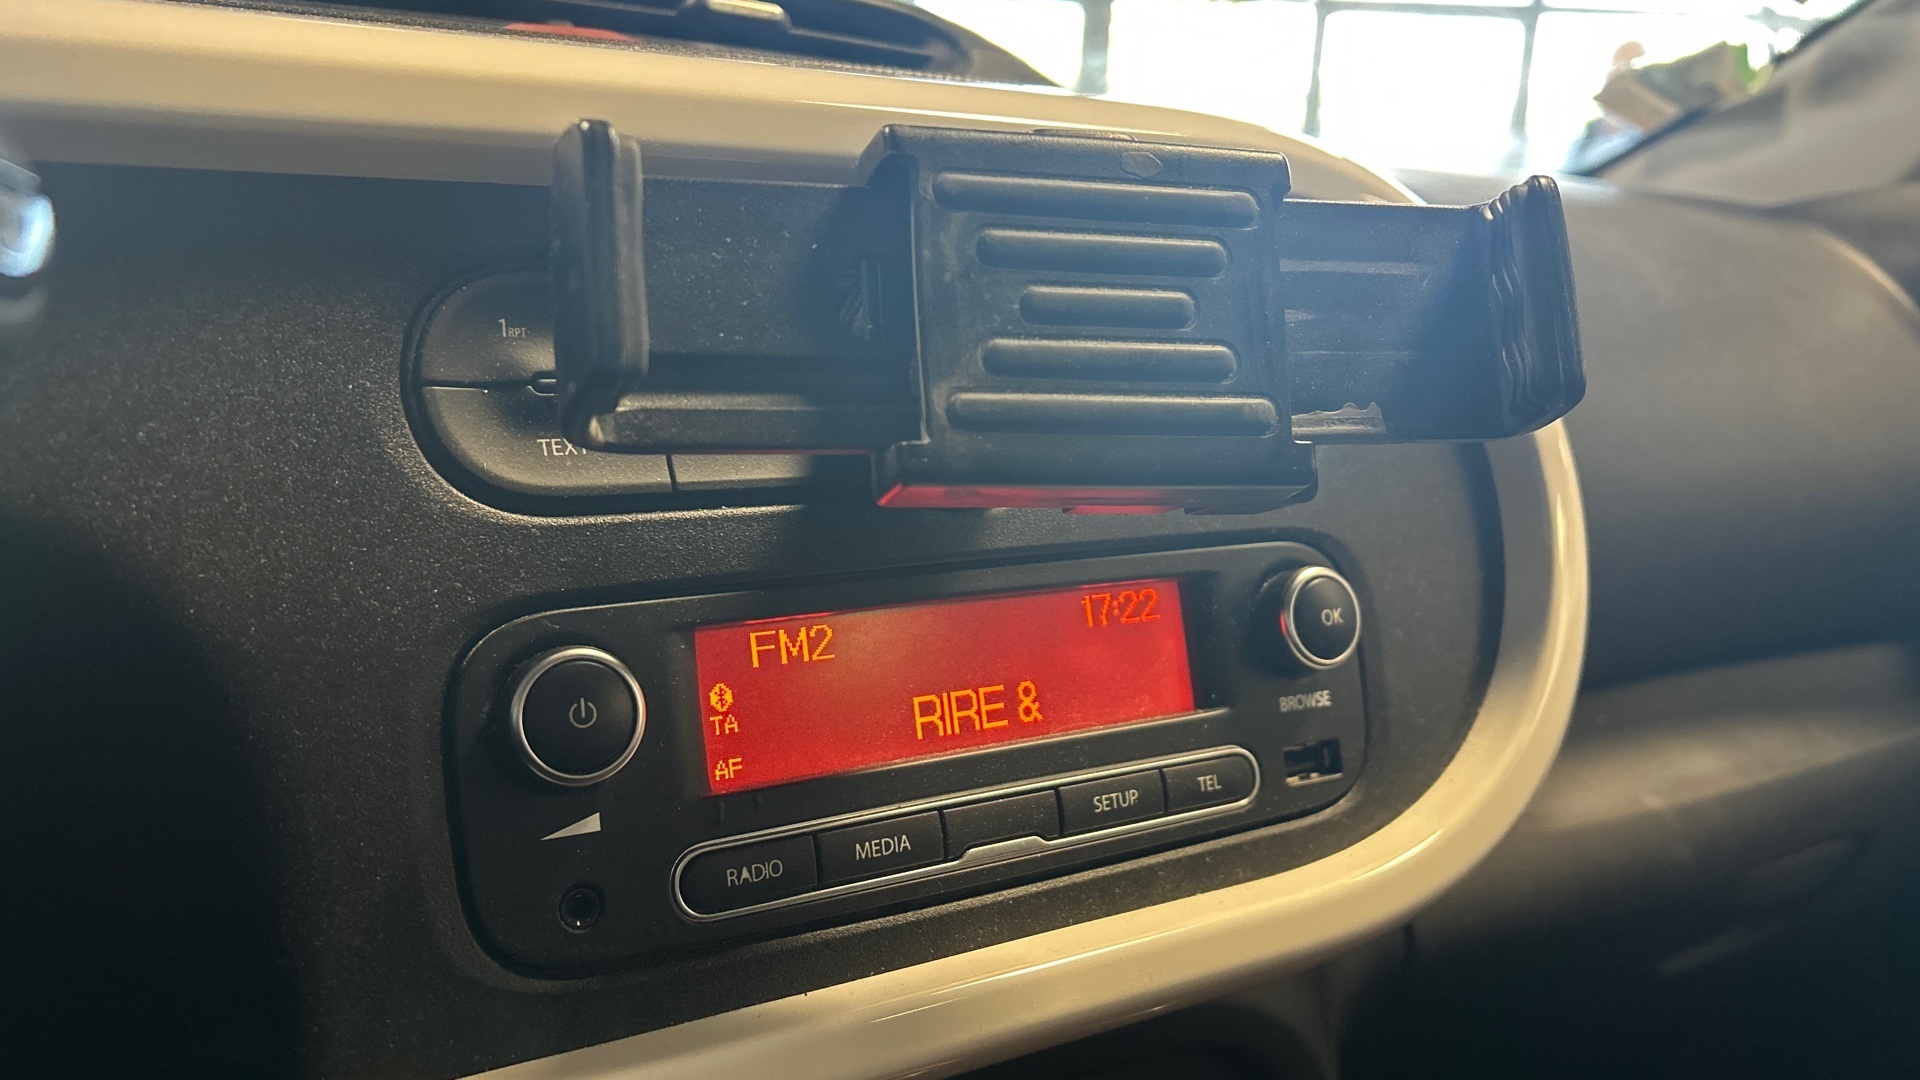 1RPT
TEXT
FM2
17:22
TA
RIRE &
AF
OK
BROWSE
RADIO
MEDIA
SETUP
TEL